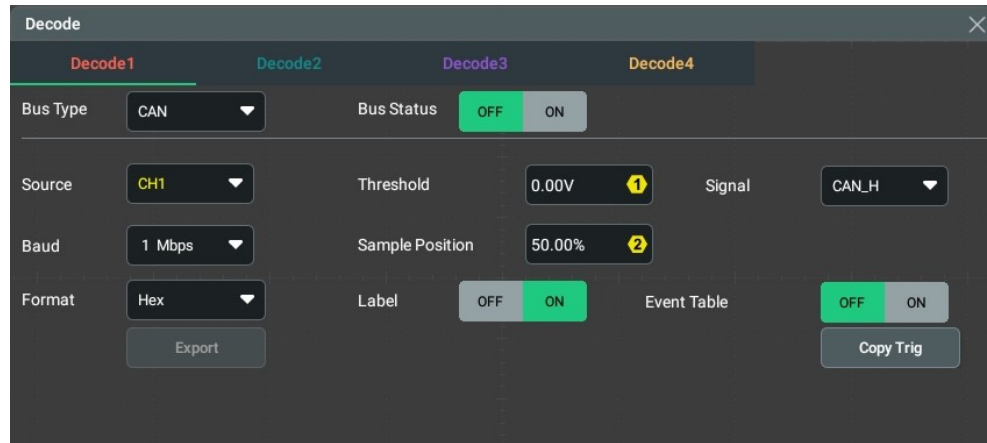 Decode
Decode1 Decode2 Decode3 Decode4
Bus Type CAN Bus Status OFF ON
Source CH1 Threshold 0.00V 1 Signal CAN_H
Baud 1 Mbps Sample Position 50.00% 2
Format Hex Label OFF ON Event Table OFF ON
Export Copy Trig